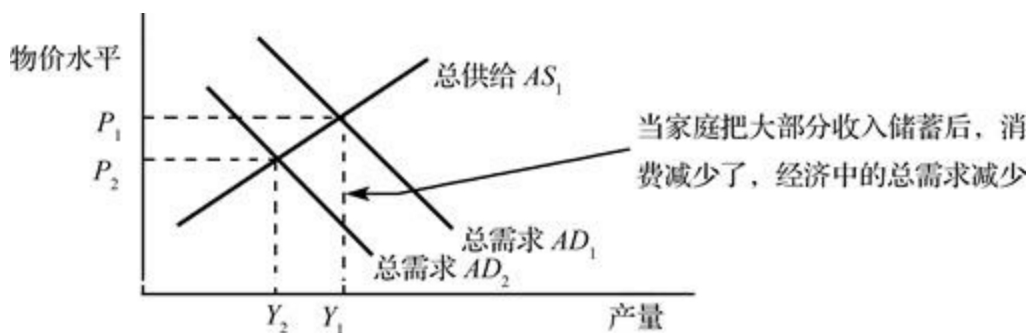 物价水平
总供给 AS₁
P₁
当家庭把大部分收入储蓄后，消
P₂
费减少了，经济中的总需求减少
总需求 AD₁
总需求 AD₂
Y₂
Y₁
产量